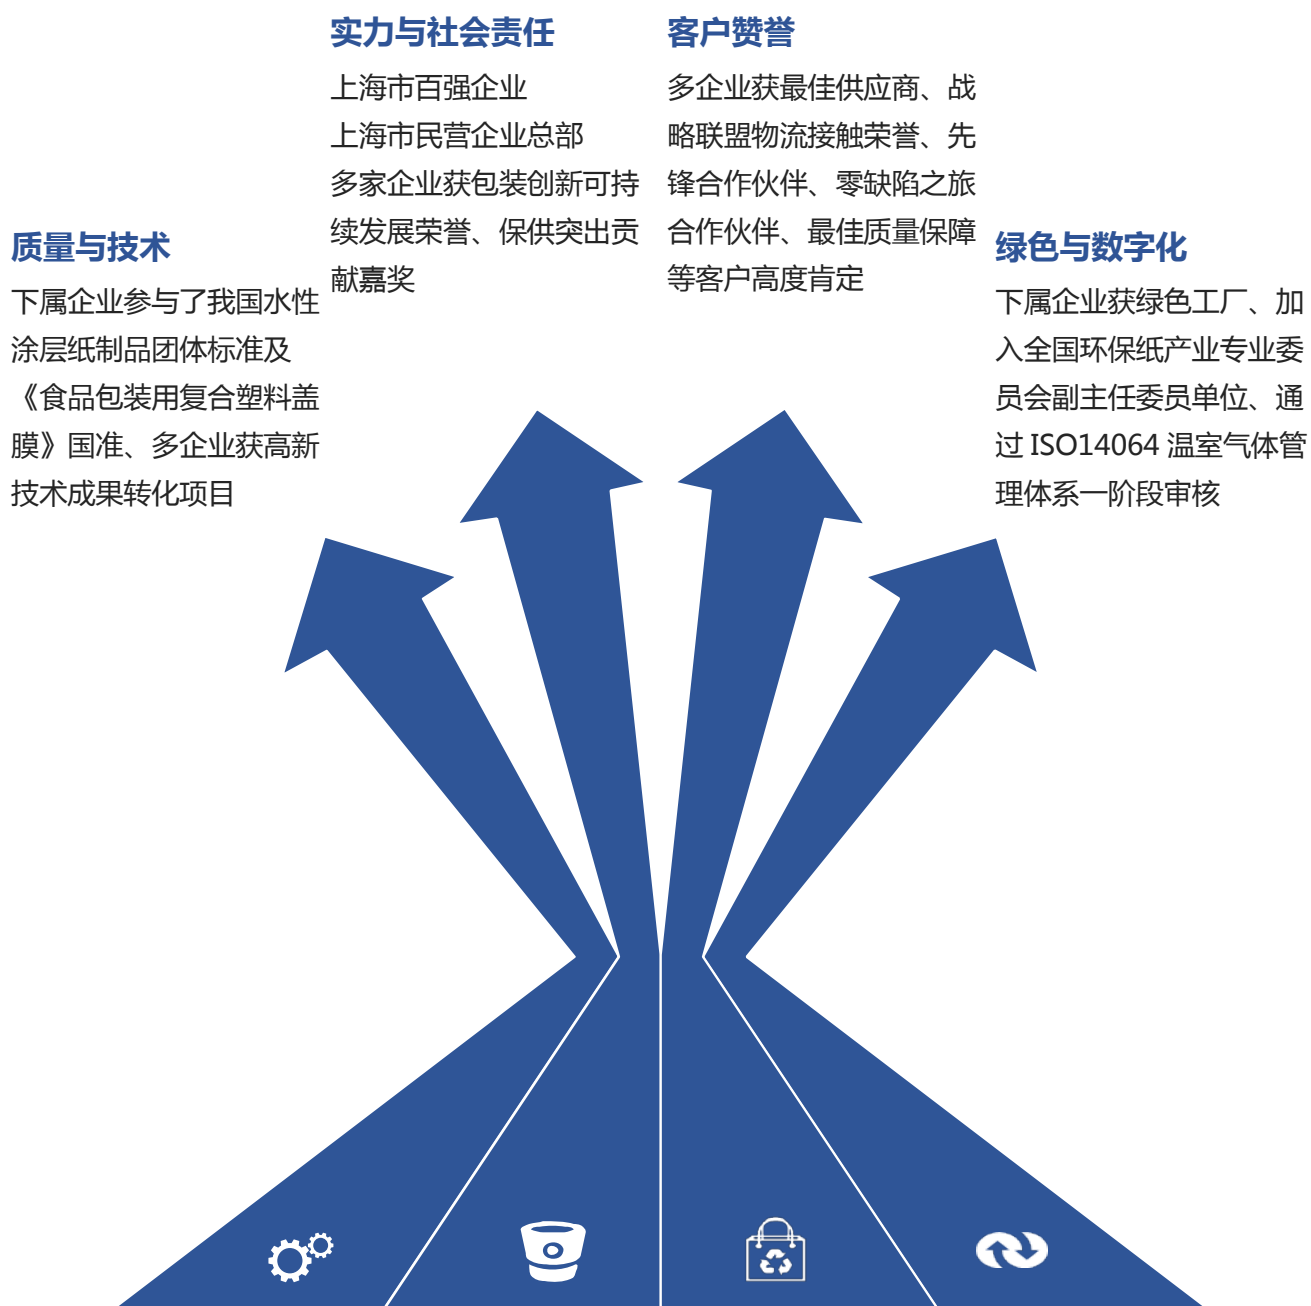 质量与技术
下属企业参与了我国水性
涂层纸制品团体标准及
《食品包装用复合塑料盖
膜》国准、多企业获高新
技术成果转化项目
实力与社会责任
上海市百强企业
上海市民营企业总部
多家企业获包装创新可持
续发展荣誉、保供突出贡
献嘉奖
客户赞誉
多企业获最佳供应商、战
略联盟物流接触荣誉、先
锋合作伙伴、零缺陷之旅
合作伙伴、最佳质量保障
等客户高度肯定
绿色与数字化
下属企业获绿色工厂、加
入全国环保纸产业专业委
员会副主任委员单位、通
过 ISO14064 温室气体管
理体系一阶段审核